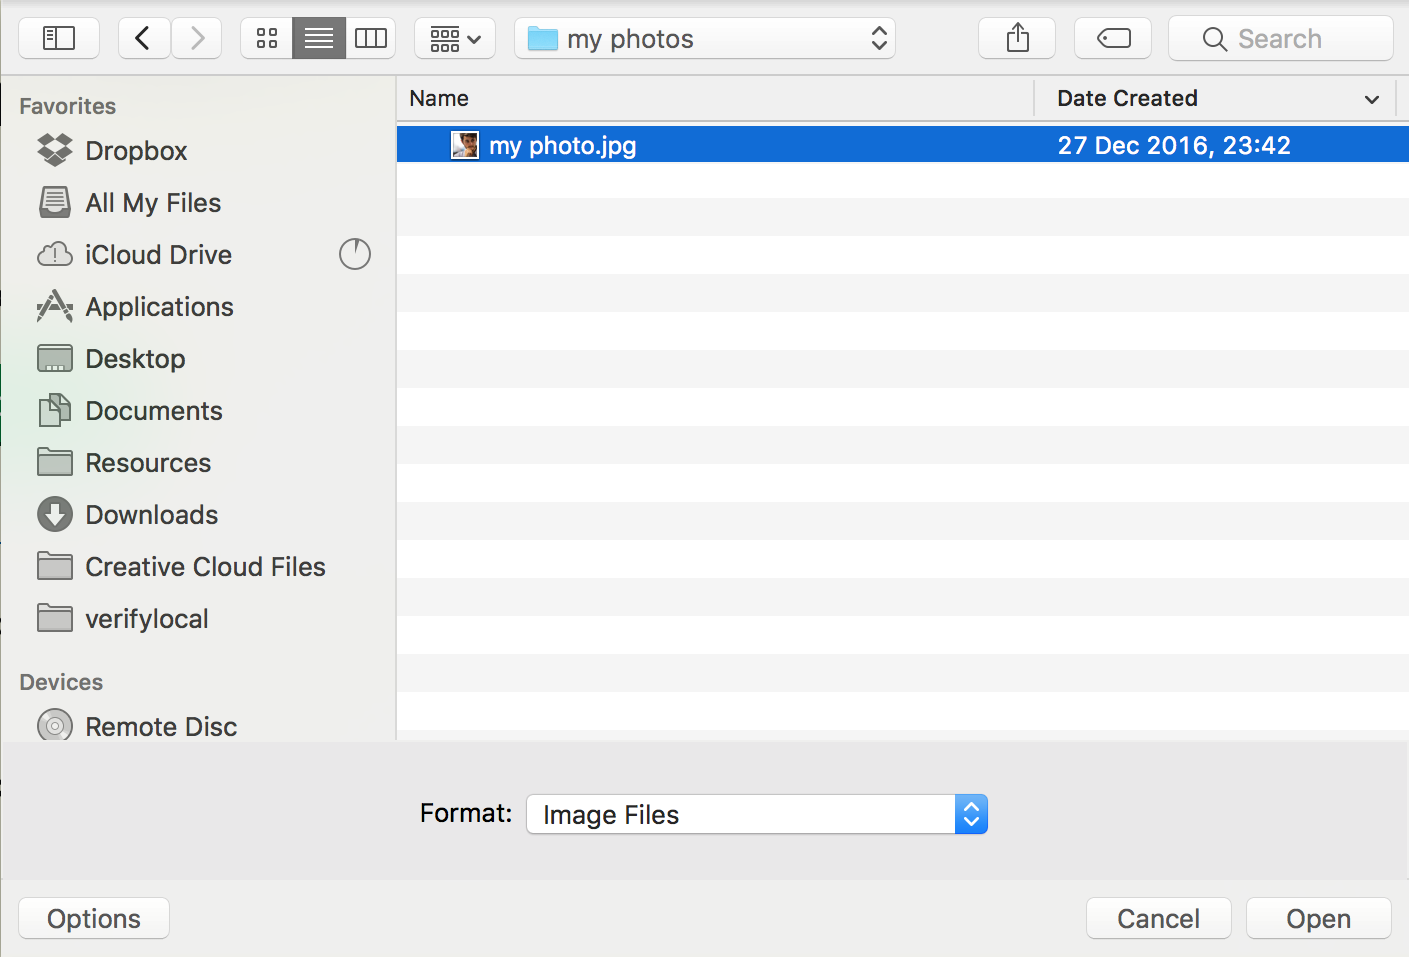 my photos
Search
Favorites
Dropbox
All My Files
iCloud Drive
Applications
Desktop
Documents
Resources
Downloads
Creative Cloud Files
verifylocal
Devices
Remote Disc
Name
Date Created
my photo.jpg
27 Dec 2016, 23:42
Format:
Image Files
Options
Cancel
Open